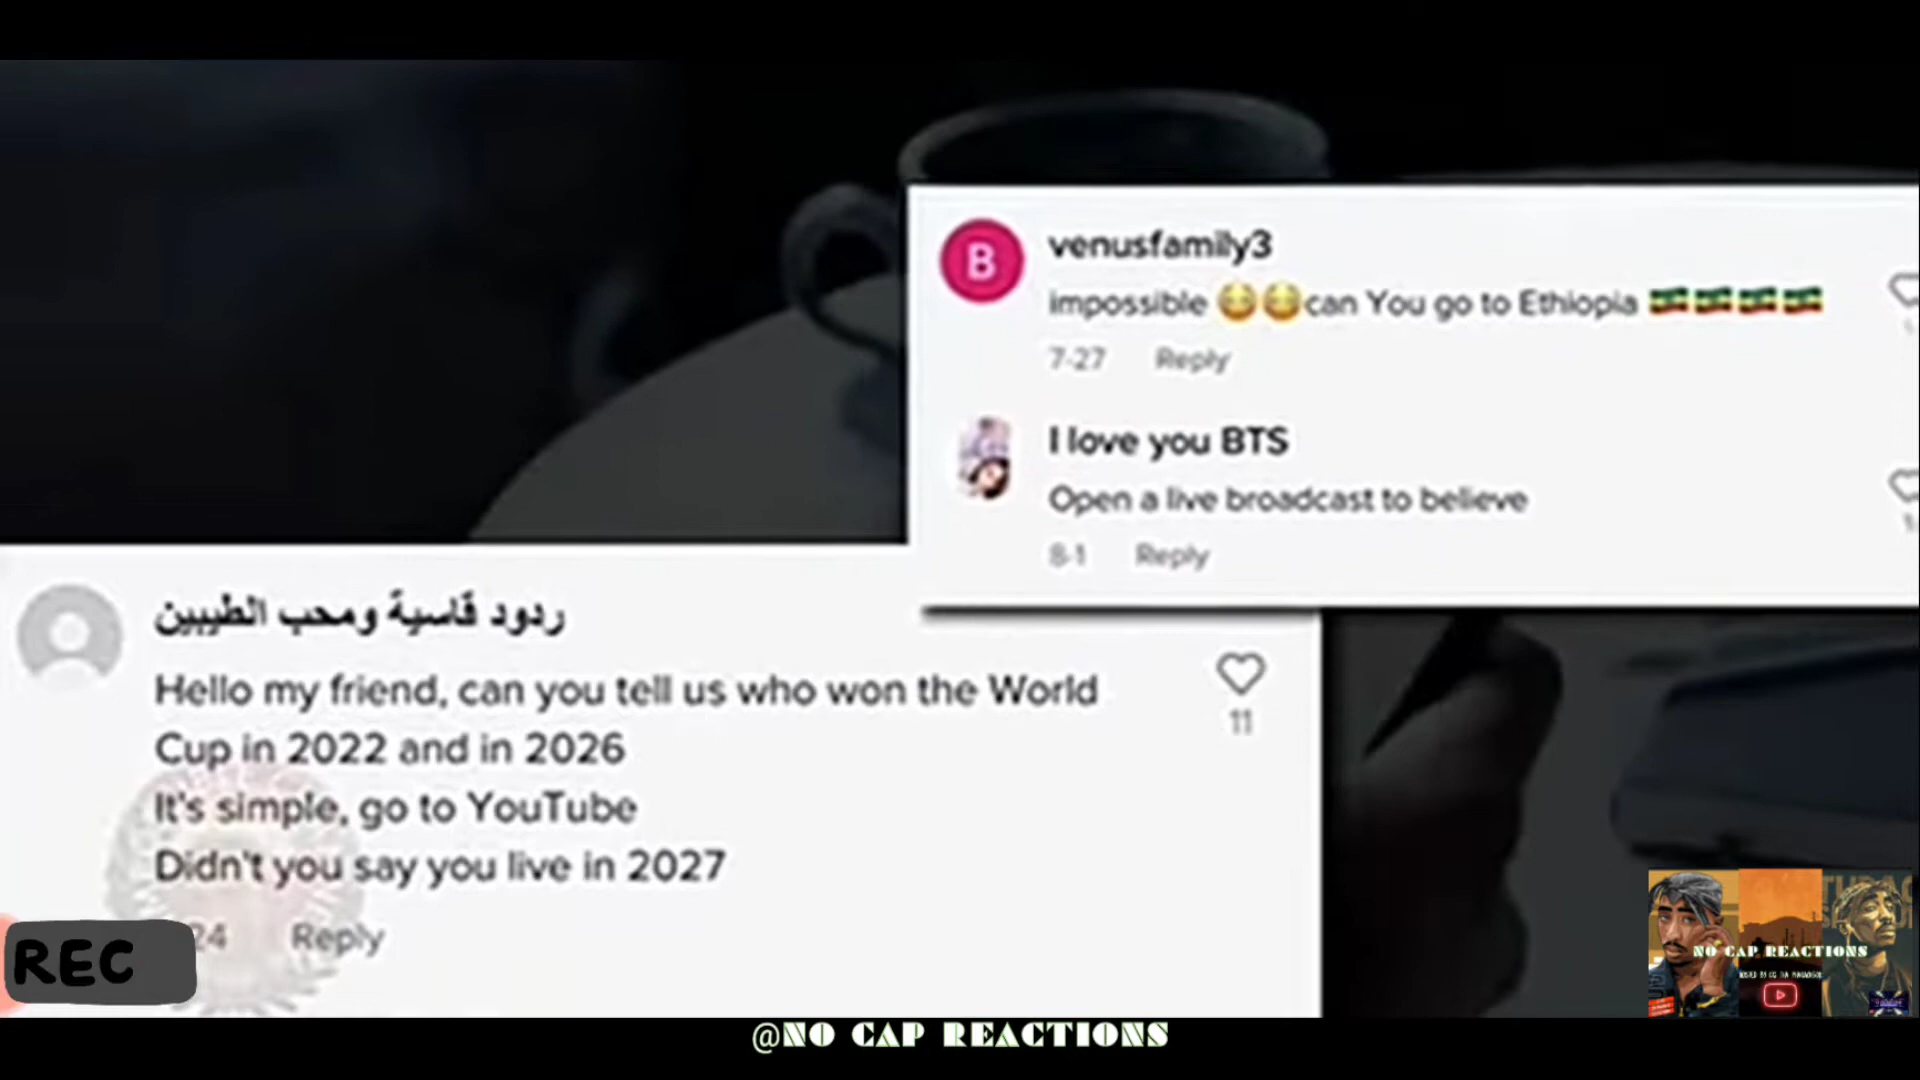 B
venusfamily3
impossible 😂😂can You go to Ethiopia 🇪🇹🇪🇹🇪🇹🇪🇹
7-27 Reply
I love you BTS
Open a live broadcast to believe
8-1 Reply
ردود قاسية ومحب الطيبين
Hello my friend, can you tell us who won the World
Cup in 2022 and in 2026
It's simple, go to YouTube
Didn't you say you live in 2027
11
24 Reply
REC
NO CAP REACTIONS
@NO CAP REACTIONS